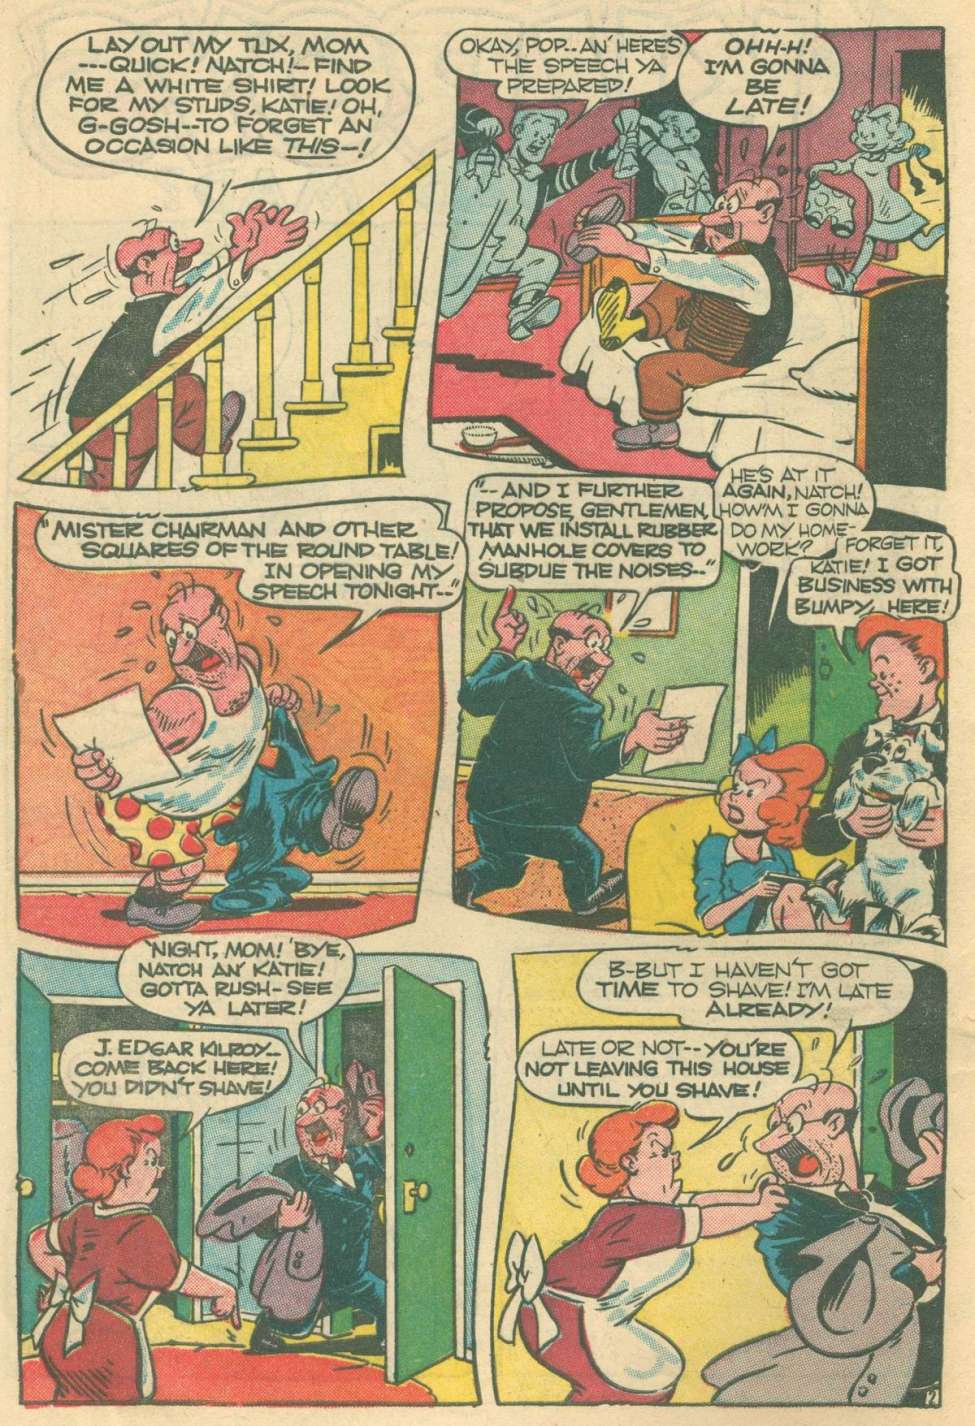 LAY OUT MY TUX, MOM
---QUICK! NATCH!-FIND
ME A WHITE SHIRT! LOOK
FOR MY STUDS, KATIE! OH,
G-GOSH--TO FORGET AN
OCCASION LIKE THIS-!
OKAY, POP-- AN' HERE'S
THE SPEECH YA
PREPARED!
OHH-H!
I'M GONNA
BE
LATE!
"MISTER CHAIRMAN AND OTHER
SQUARES OF THE ROUND TABLE!
IN OPENING MY
SPEECH TONIGHT--"
"-- AND I FURTHER
PROPOSE, GENTLEMEN,
THAT WE INSTALL RUBBER
MANHOLE COVERS TO
SUBDUE THE NOISES--"
HE'S AT IT
AGAIN, NATCH!
HOW'M I GONNA
DO MY HOME-
WORK?
FORGET IT,
KATIE! I GOT
BUSINESS WITH
BUMPY, HERE!
'NIGHT, MOM! 'BYE,
NATCH AN' KATIE!
GOTTA RUSH-SEE
YA LATER!
J. EDGAR KILROY--
COME BACK HERE!
YOU DIDN'T SHAVE!
B-BUT I HAVEN'T GOT
TIME TO SHAVE! I'M LATE
ALREADY!
LATE OR NOT--YOU'RE
NOT LEAVING THIS HOUSE
UNTIL YOU SHAVE!
2